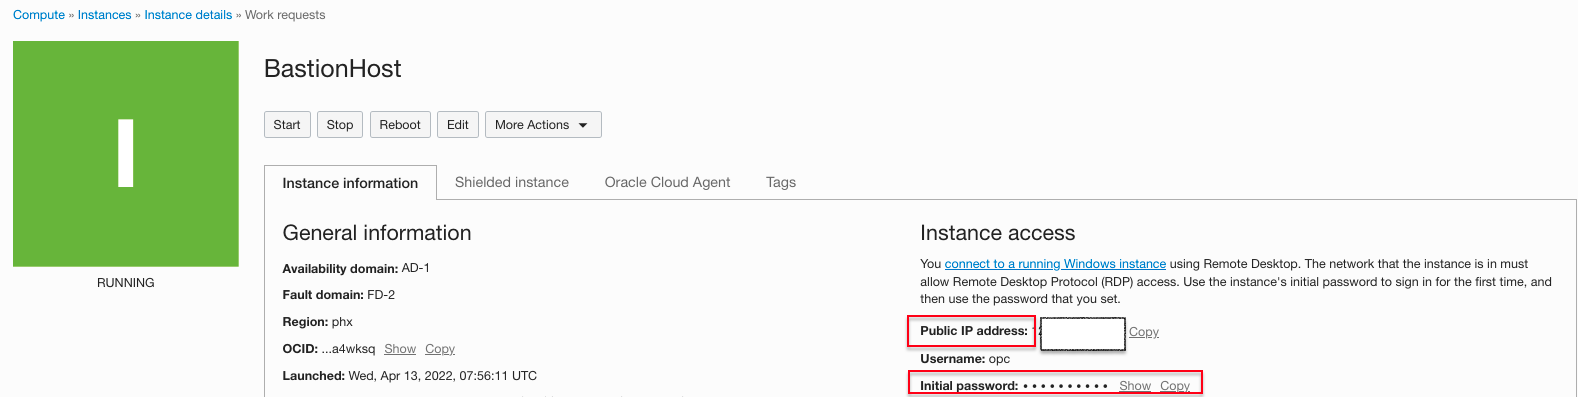 Compute » Instances » Instance details » Work requests
BastionHost
Start Stop Reboot Edit More Actions
I
RUNNING
Instance information Shielded instance Oracle Cloud Agent Tags
General information
Availability domain: AD-1
Fault domain: FD-2
Region: phx
OCID: ...a4wksq Show Copy
Launched: Wed, Apr 13, 2022, 07:56:11 UTC
Instance access
You connect to a running Windows instance using Remote Desktop. The network that the instance is in must
allow Remote Desktop Protocol (RDP) access. Use the instance's initial password to sign in for the first time, and
then use the password that you set.
Public IP address: Copy
Username: opc
Initial password: •••••••••• Show Copy